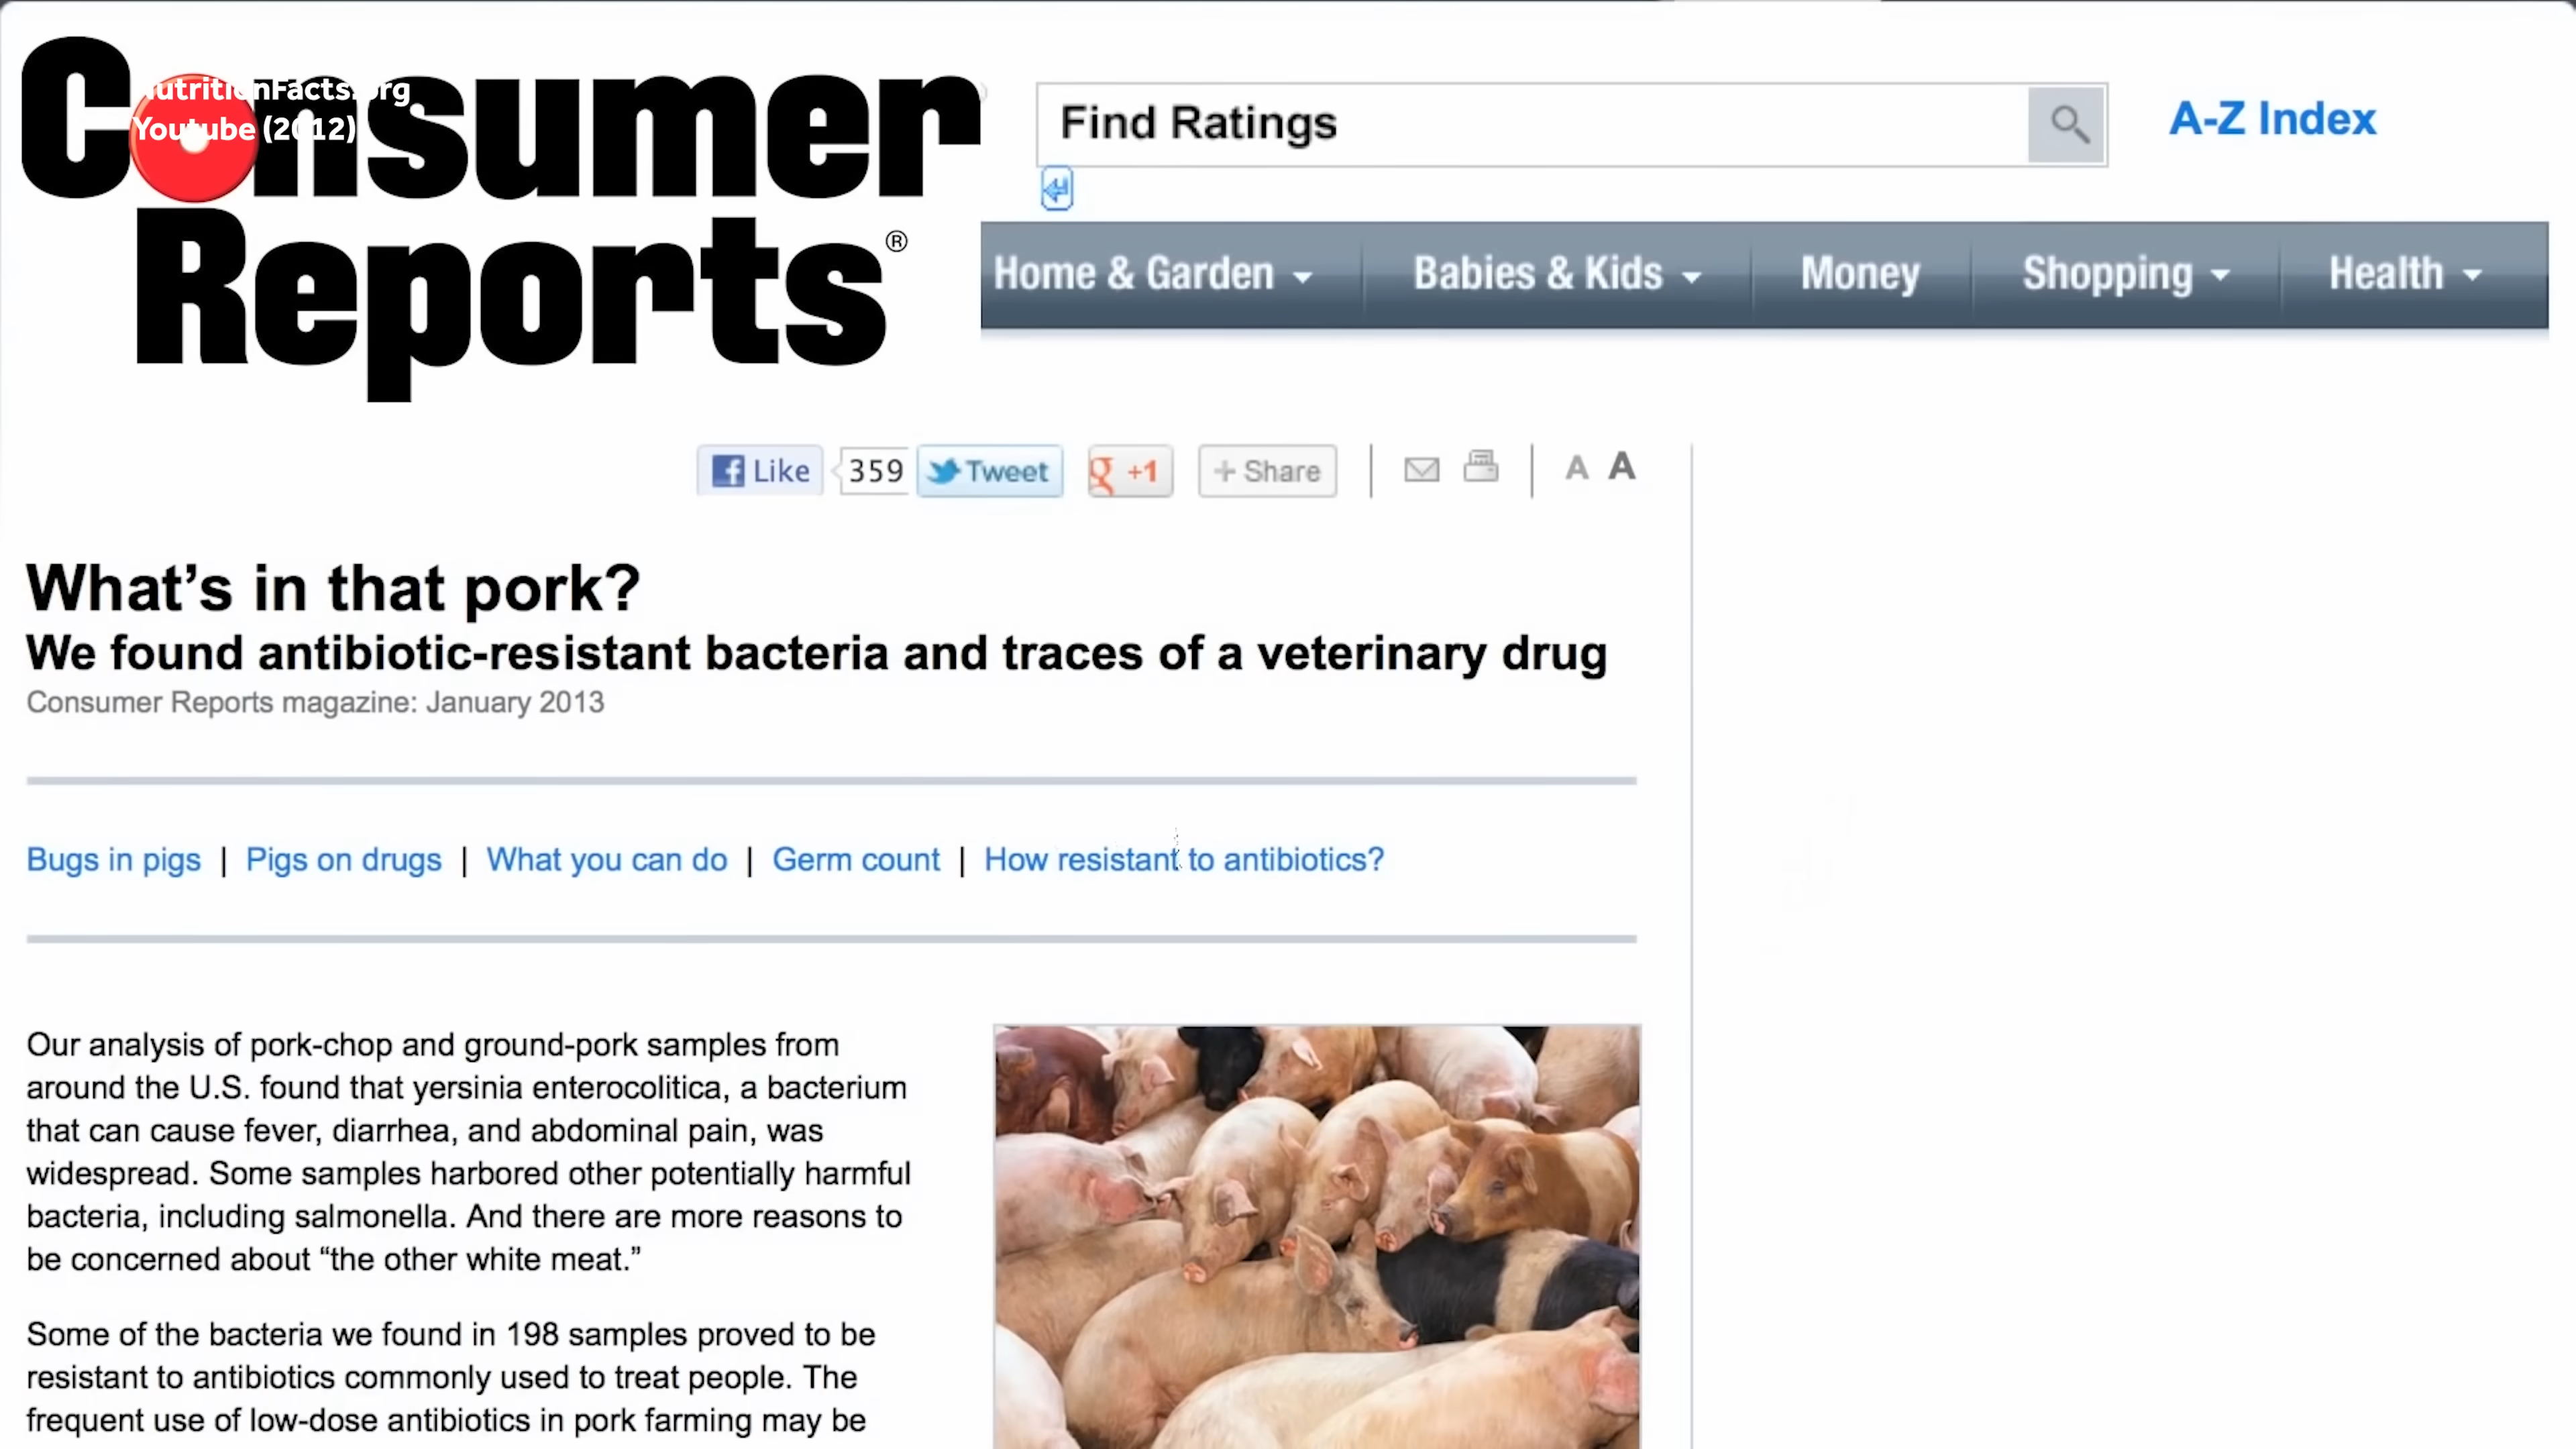 Consumer
Reports®
NutritionFacts.org
Youtube (2012)
Find Ratings
A-Z Index
Home & Garden
Babies & Kids
Money
Shopping
Health
Like
359
Tweet
g +1
+ Share
A A
What's in that pork?
We found antibiotic-resistant bacteria and traces of a veterinary drug
Consumer Reports magazine: January 2013
Bugs in pigs | Pigs on drugs | What you can do | Germ count | How resistant to antibiotics?
Our analysis of pork-chop and ground-pork samples from
around the U.S. found that yersinia enterocolitica, a bacterium
that can cause fever, diarrhea, and abdominal pain, was
widespread. Some samples harbored other potentially harmful
bacteria, including salmonella. And there are more reasons to
be concerned about “the other white meat.”
Some of the bacteria we found in 198 samples proved to be
resistant to antibiotics commonly used to treat people. The
frequent use of low-dose antibiotics in pork farming may be